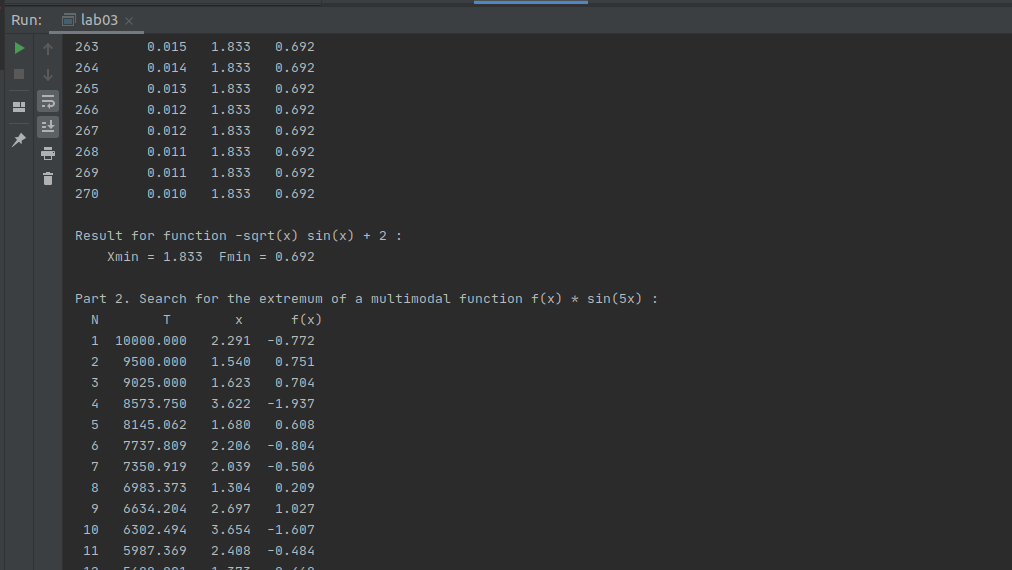 Run: lab03
263 0.015 1.833 0.692
264 0.014 1.833 0.692
265 0.013 1.833 0.692
266 0.012 1.833 0.692
267 0.012 1.833 0.692
268 0.011 1.833 0.692
269 0.011 1.833 0.692
270 0.010 1.833 0.692
Result for function -sqrt(x) sin(x) + 2 :
Xmin = 1.833 Fmin = 0.692
Part 2. Search for the extremum of a multimodal function f(x) * sin(5x) :
N T x f(x)
1 10000.000 2.291 -0.772
2 9500.000 1.540 0.751
3 9025.000 1.623 0.704
4 8573.750 3.622 -1.937
5 8145.062 1.680 0.608
6 7737.809 2.206 -0.804
7 7350.919 2.039 -0.506
8 6983.373 1.304 0.209
9 6634.204 2.697 1.027
10 6302.494 3.654 -1.607
11 5987.369 2.408 -0.484